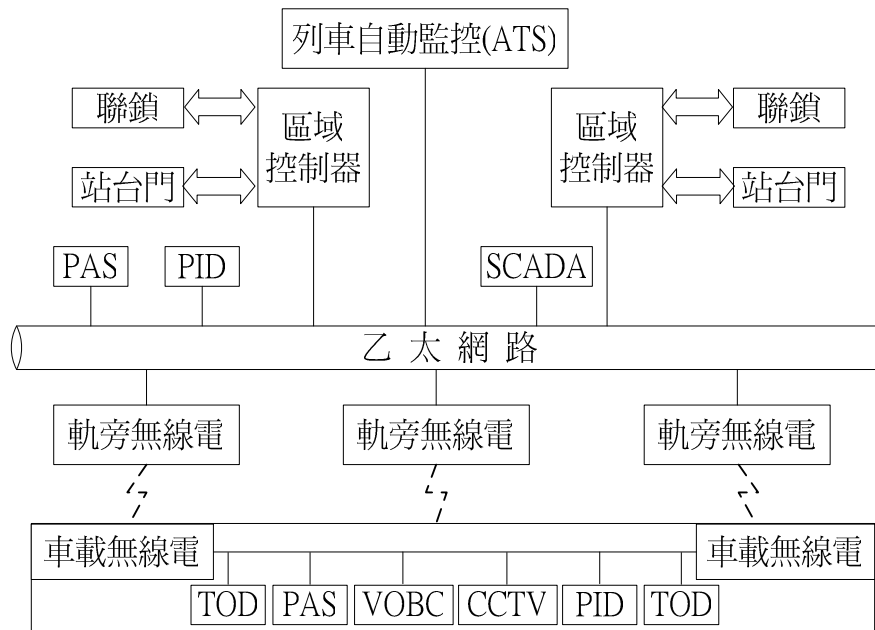 列車自動監控(ATS)
聯鎖
區域
控制器
站台門
區域
控制器
聯鎖
站台門
PAS
PID
SCADA
乙太網路
軌旁無線電
軌旁無線電
軌旁無線電
車載無線電
車載無線電
TOD
PAS
VOBC
CCTV
PID
TOD